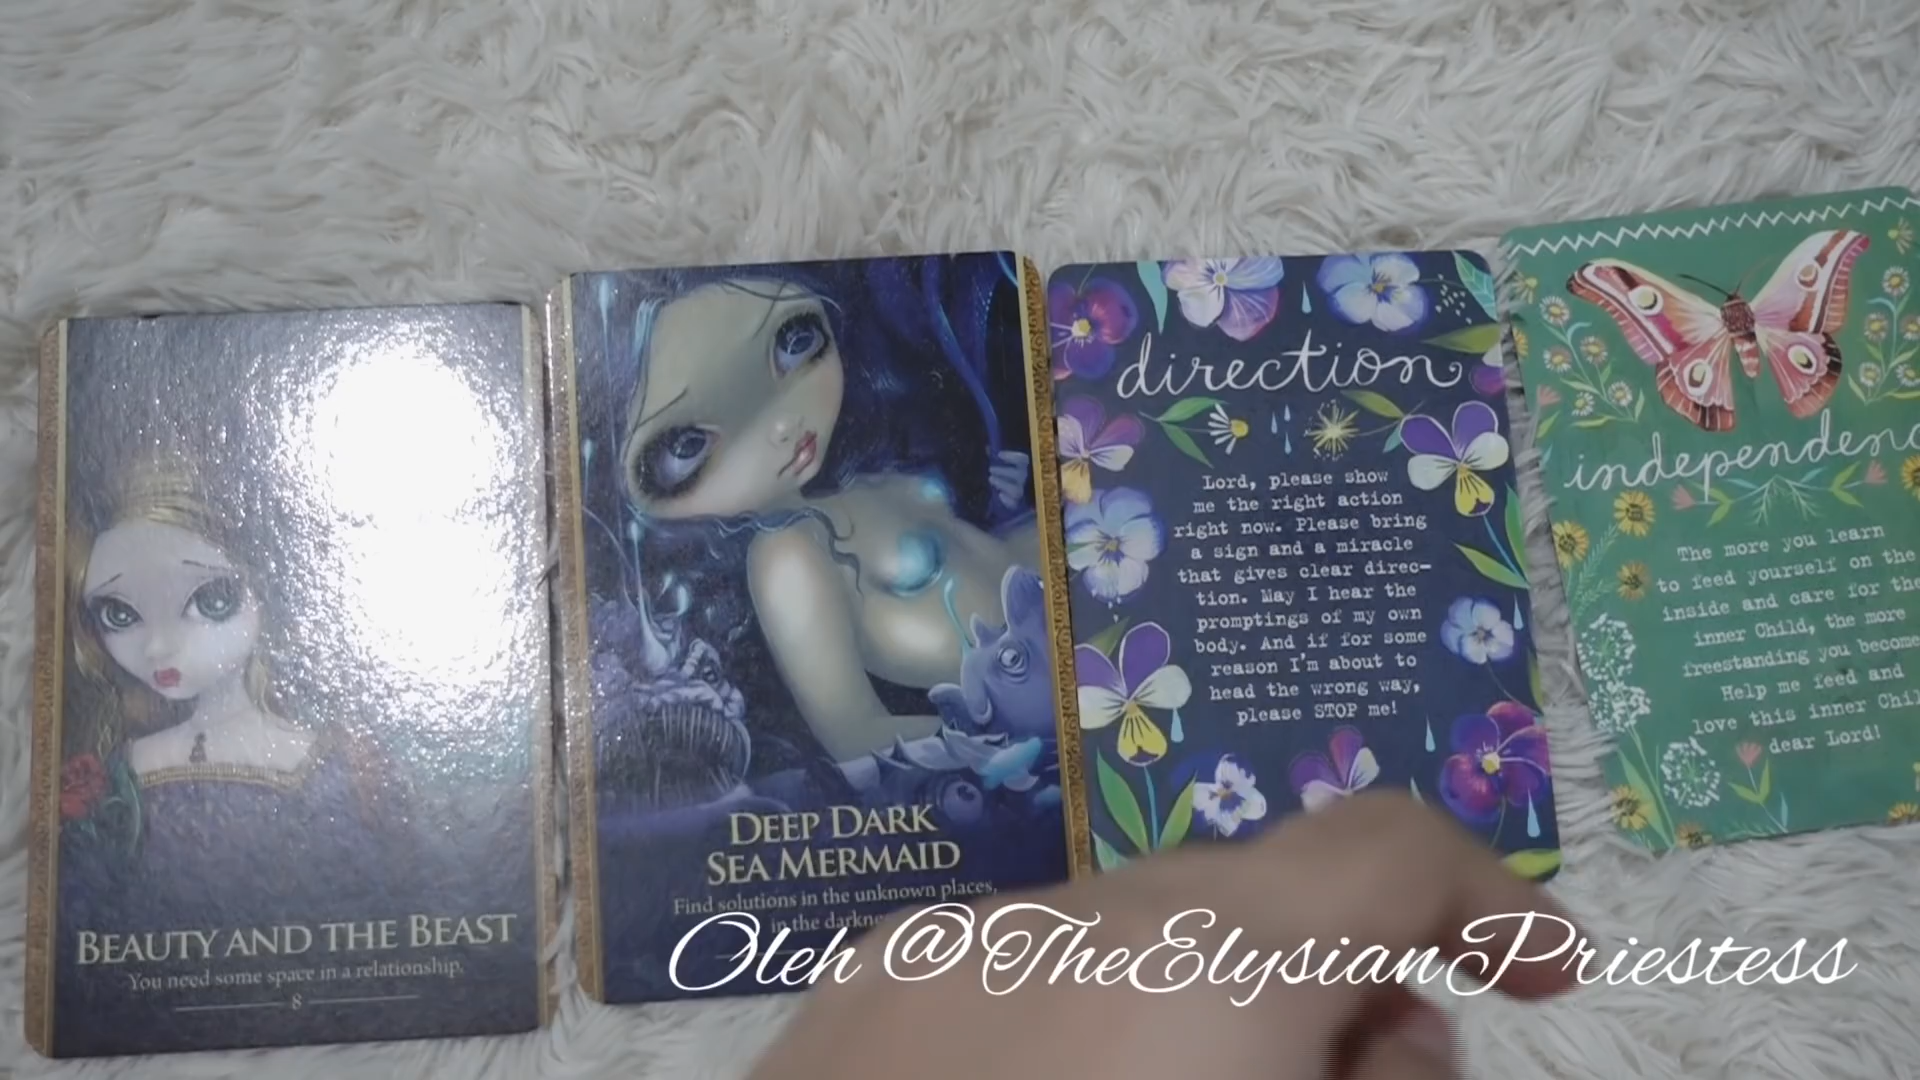 BEAUTY AND THE BEAST
You need some space in a relationship.
8
DEEP DARK
SEA MERMAID
Find solutions in the unknown places,
in the
direction
Lord, please show
me the right action
right now. Please bring
a sign and a miracle
that gives clear direc-
tion. May I hear the
promptings of my own
body. And if for some
reason I'm about to
head the wrong way,
please STOP me!
The more you learn
to feed yourself on the
inside and care for the
inner Child, the more
freestanding you become
Help me feed and
love this inner
dear Lord!
Oleh @TheElysianPriestess